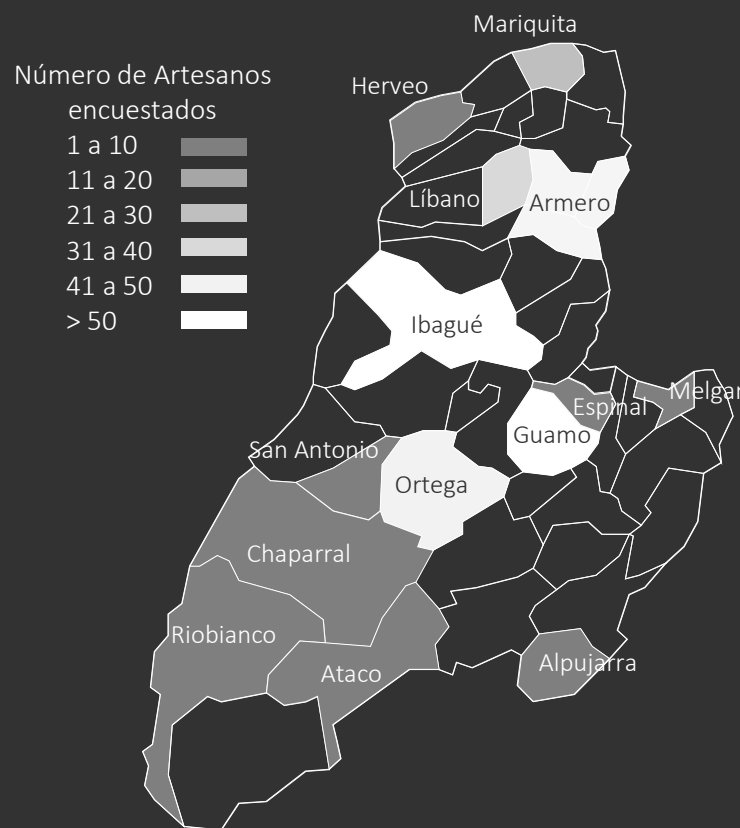 Mariquita
Número de Artesanos
encuestados
Herveo
1 a 10
11 a 20
21 a 30
31 a 40
41 a 50
> 50
Líbano
Armero
Ibagué
Melgar
Espinal
Guamo
San Antonio
Ortega
Chaparral
Riobianco
Ataco
Alpujarra